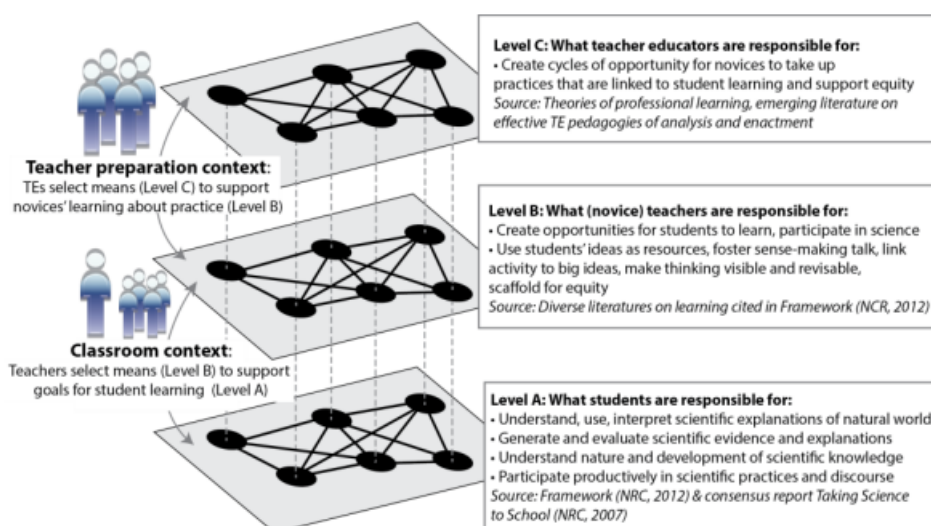 Level C: What teacher educators are responsible for:
• Create cycles of opportunity for novices to take up
practices that are linked to student learning and support equity
Source: Theories of professional learning, emerging literature on
effective TE pedagogies of analysis and enactment
Teacher preparation context:
TEs select means (Level C) to support
novices' learning about practice (Level B)
Level B: What (novice) teachers are responsible for:
• Create opportunities for students to learn, participate in science
• Use students' ideas as resources, foster sense-making talk, link
activity to big ideas, make thinking visible and revisable,
scaffold for equity
Source: Diverse literatures on learning cited in Framework (NCR, 2012)
Classroom context:
Teachers select means (Level B) to support
goals for student learning (Level A)
Level A: What students are responsible for:
• Understand, use, interpret scientific explanations of natural world
• Generate and evaluate scientific evidence and explanations
• Understand nature and development of scientific knowledge
• Participate productively in scientific practices and discourse
Source: Framework (NRC, 2012) & consensus report Taking Science
to School (NRC, 2007)